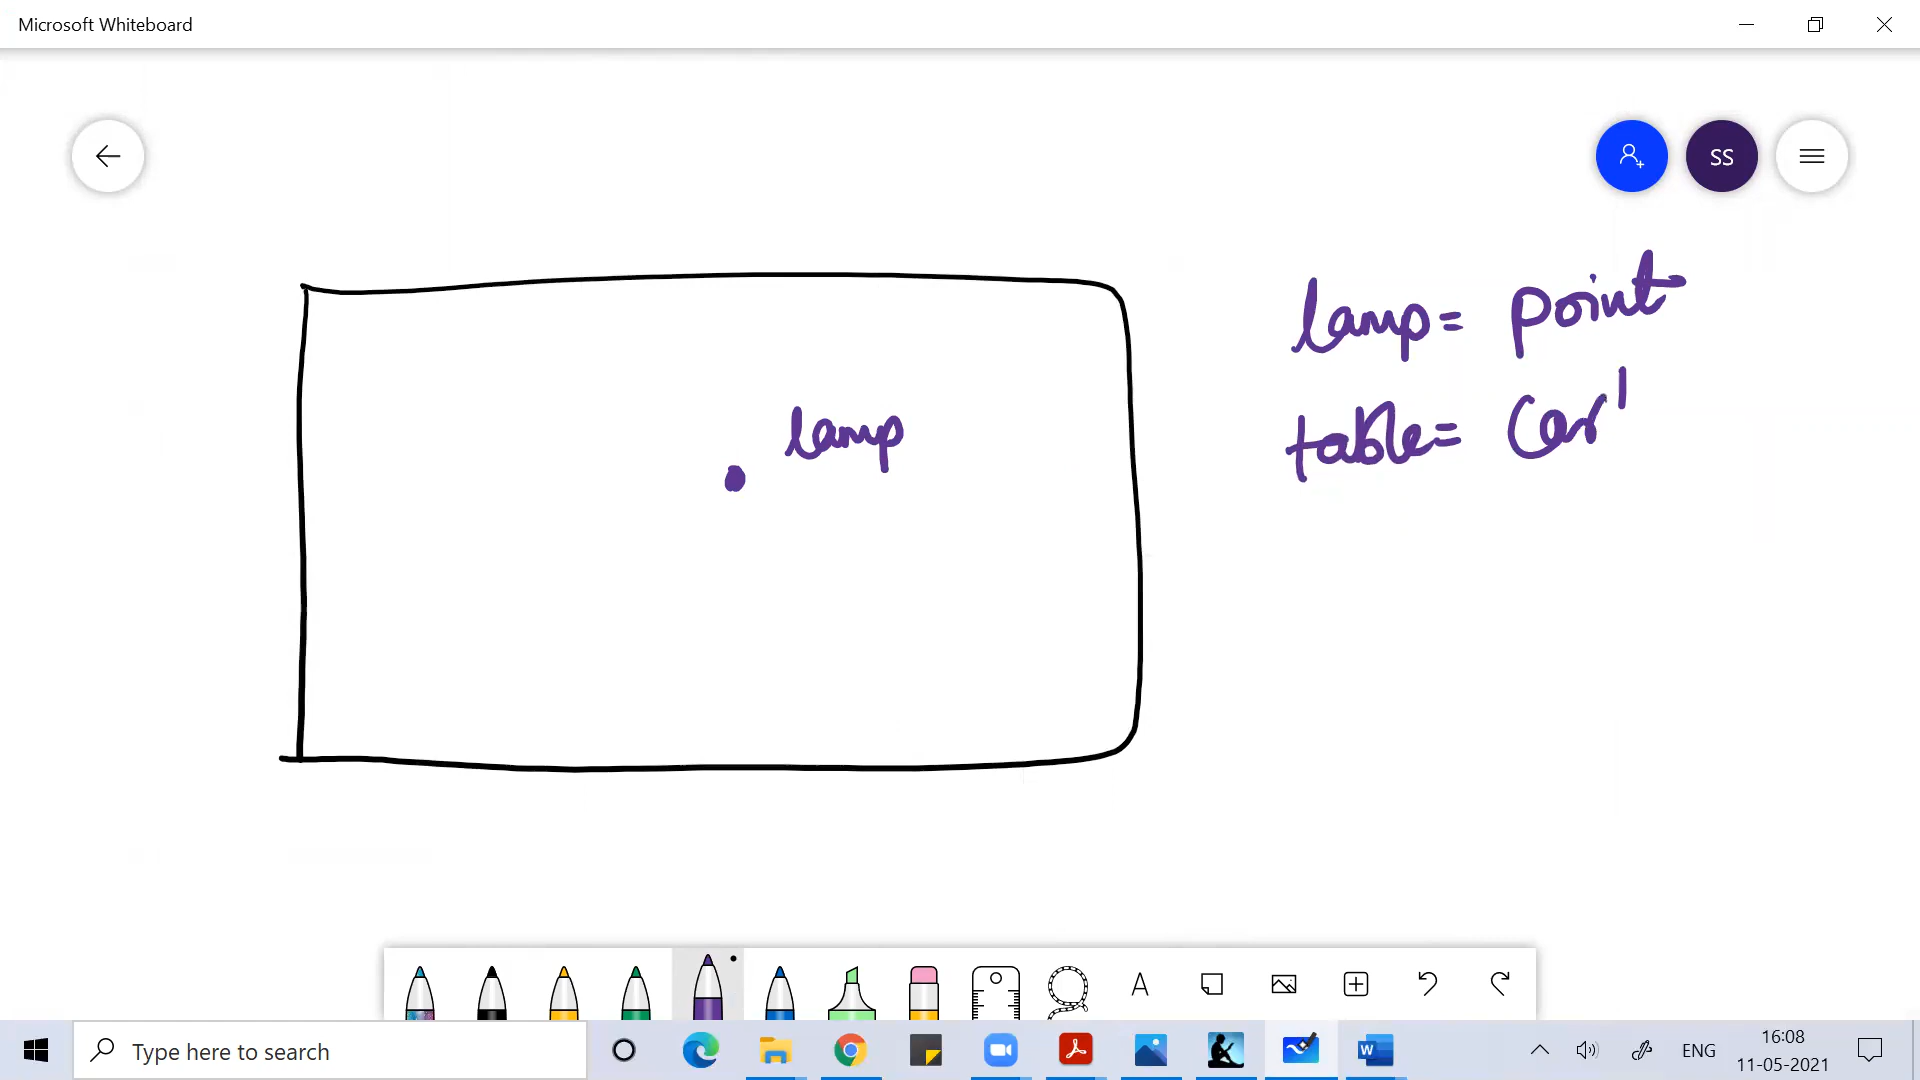 Microsoft Whiteboard
SS
lamp= point
table= Car'
lamp
A
Type here to search
ENG
16:08
11-05-2021